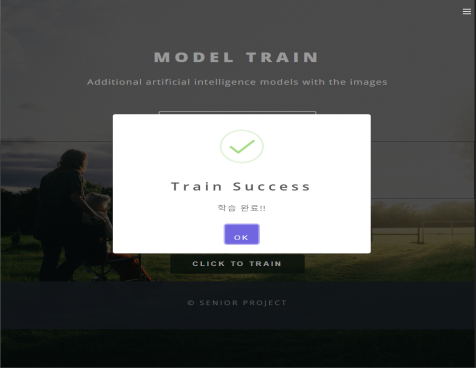 MODEL TRAIN
Additional artificial intelligence models with the images
Train Success
학습 완료!!
OK
CLICK TO TRAIN
© SENIOR PROJECT